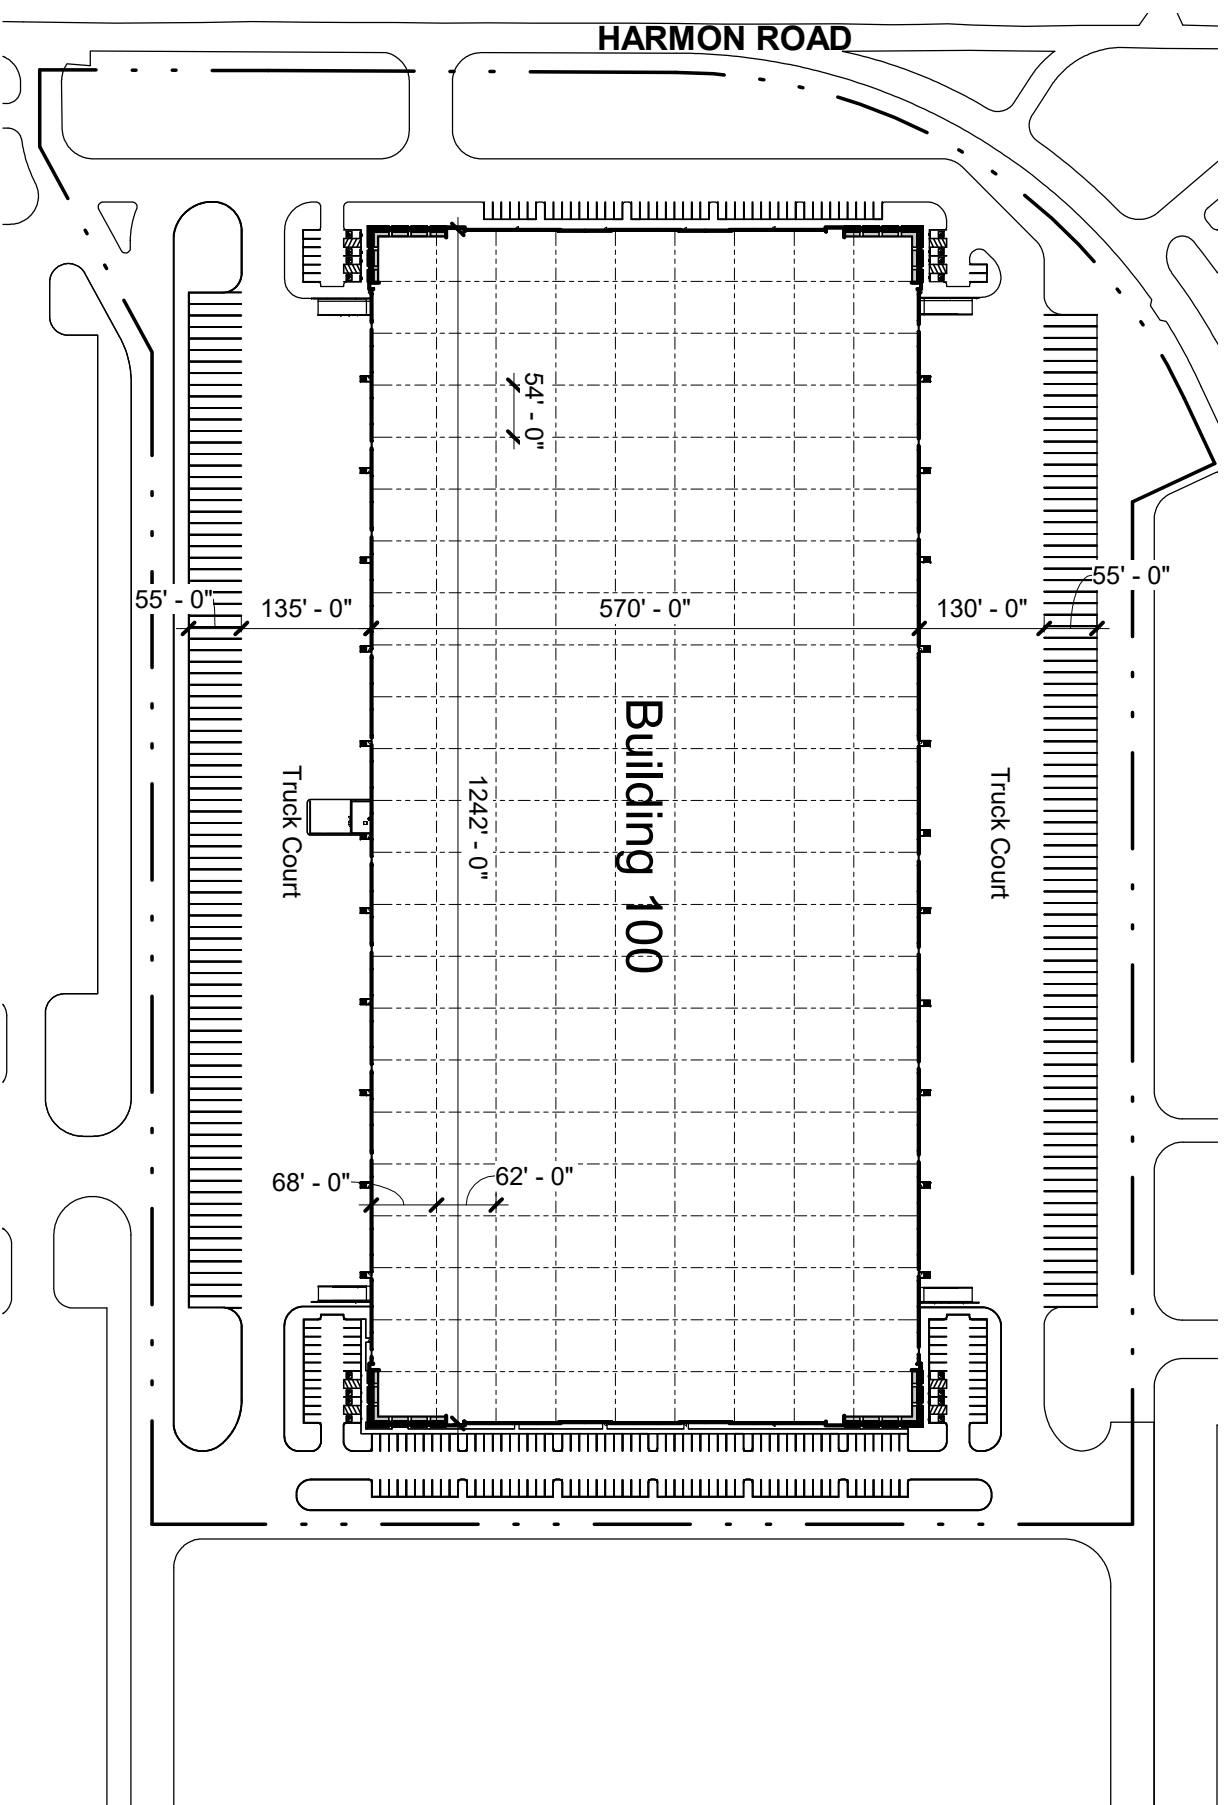 HARMON ROAD
54' - 0"
55' - 0"
135' - 0"
570' - 0"
130' - 0"
55' - 0"
Building 100
Truck Court
1242' - 0"
Truck Court
68' - 0"
62' - 0"